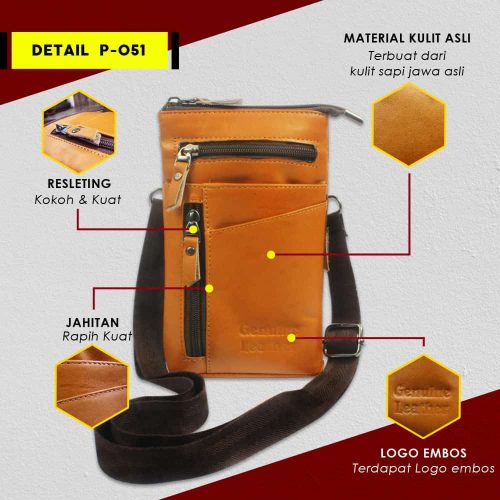 DETAIL P-051
MATERIAL KULIT ASLI
Terbuat dari
kulit sapi jawa asli
RESLETING
Kokoh & Kuat
JAHITAN
Rapih Kuat
Genuine
Leather
Genuine
Leather
LOGO EMBOS
Terdapat Logo embos